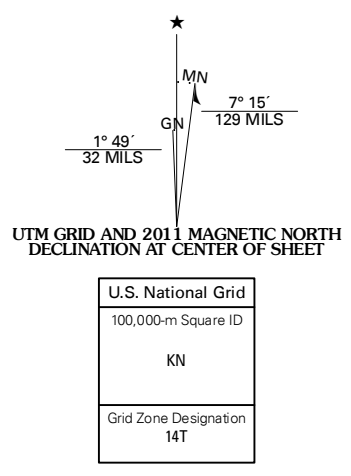 MN
GN
7° 15´
129 MILS
1° 49´
32 MILS
UTM GRID AND 2011 MAGNETIC NORTH
DECLINATION AT CENTER OF SHEET
U.S. National Grid
100,000-m Square ID
KN
Grid Zone Designation
14T